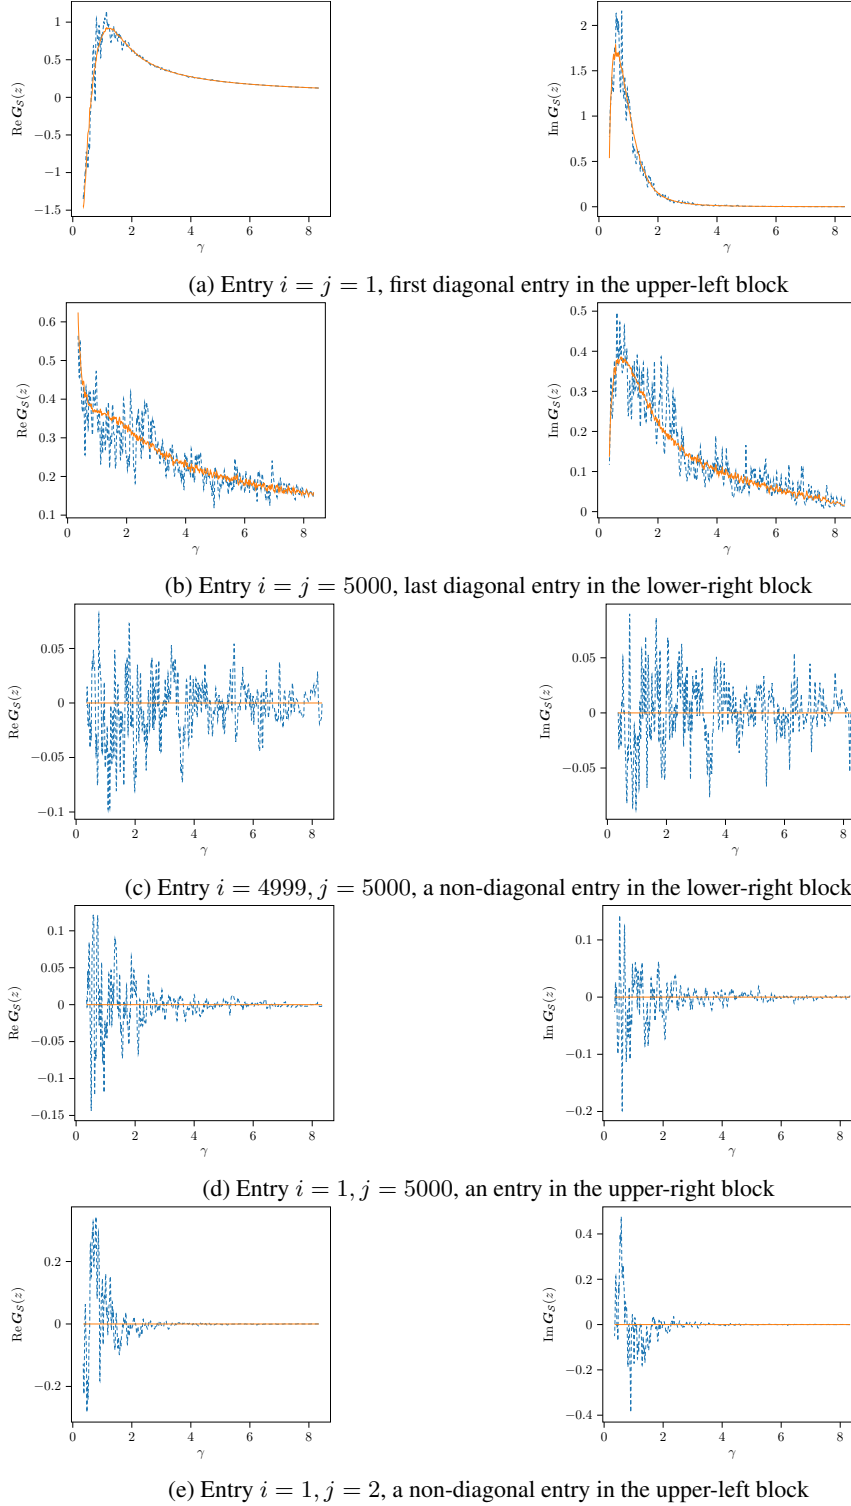 1
0.5
0
−0.5
−1
−1.5
Re G_S(z)
0 2 4 6 8
γ
2
1.5
1
0.5
0
Im G_S(z)
0 2 4 6 8
γ
(a) Entry i = j = 1, first diagonal entry in the upper-left block
0.6
0.5
0.4
0.3
0.2
0.1
Re G_S(z)
0 2 4 6 8
γ
0.5
0.4
0.3
0.2
0.1
0
Im G_S(z)
0 2 4 6 8
γ
(b) Entry i = j = 5000, last diagonal entry in the lower-right block
0.05
0
−0.05
−0.1
Re G_S(z)
0 2 4 6 8
γ
0.05
0
−0.05
Im G_S(z)
0 2 4 6 8
γ
(c) Entry i = 4999, j = 5000, a non-diagonal entry in the lower-right block
0.1
0.05
0
−0.05
−0.1
−0.15
Re G_S(z)
0 2 4 6 8
γ
0.1
0
−0.1
−0.2
Im G_S(z)
0 2 4 6 8
γ
(d) Entry i = 1, j = 5000, an entry in the upper-right block
0.2
0
−0.2
Re G_S(z)
0 2 4 6 8
γ
0.4
0.2
0
−0.2
−0.4
Im G_S(z)
0 2 4 6 8
γ
(e) Entry i = 1, j = 2, a non-diagonal entry in the upper-left block